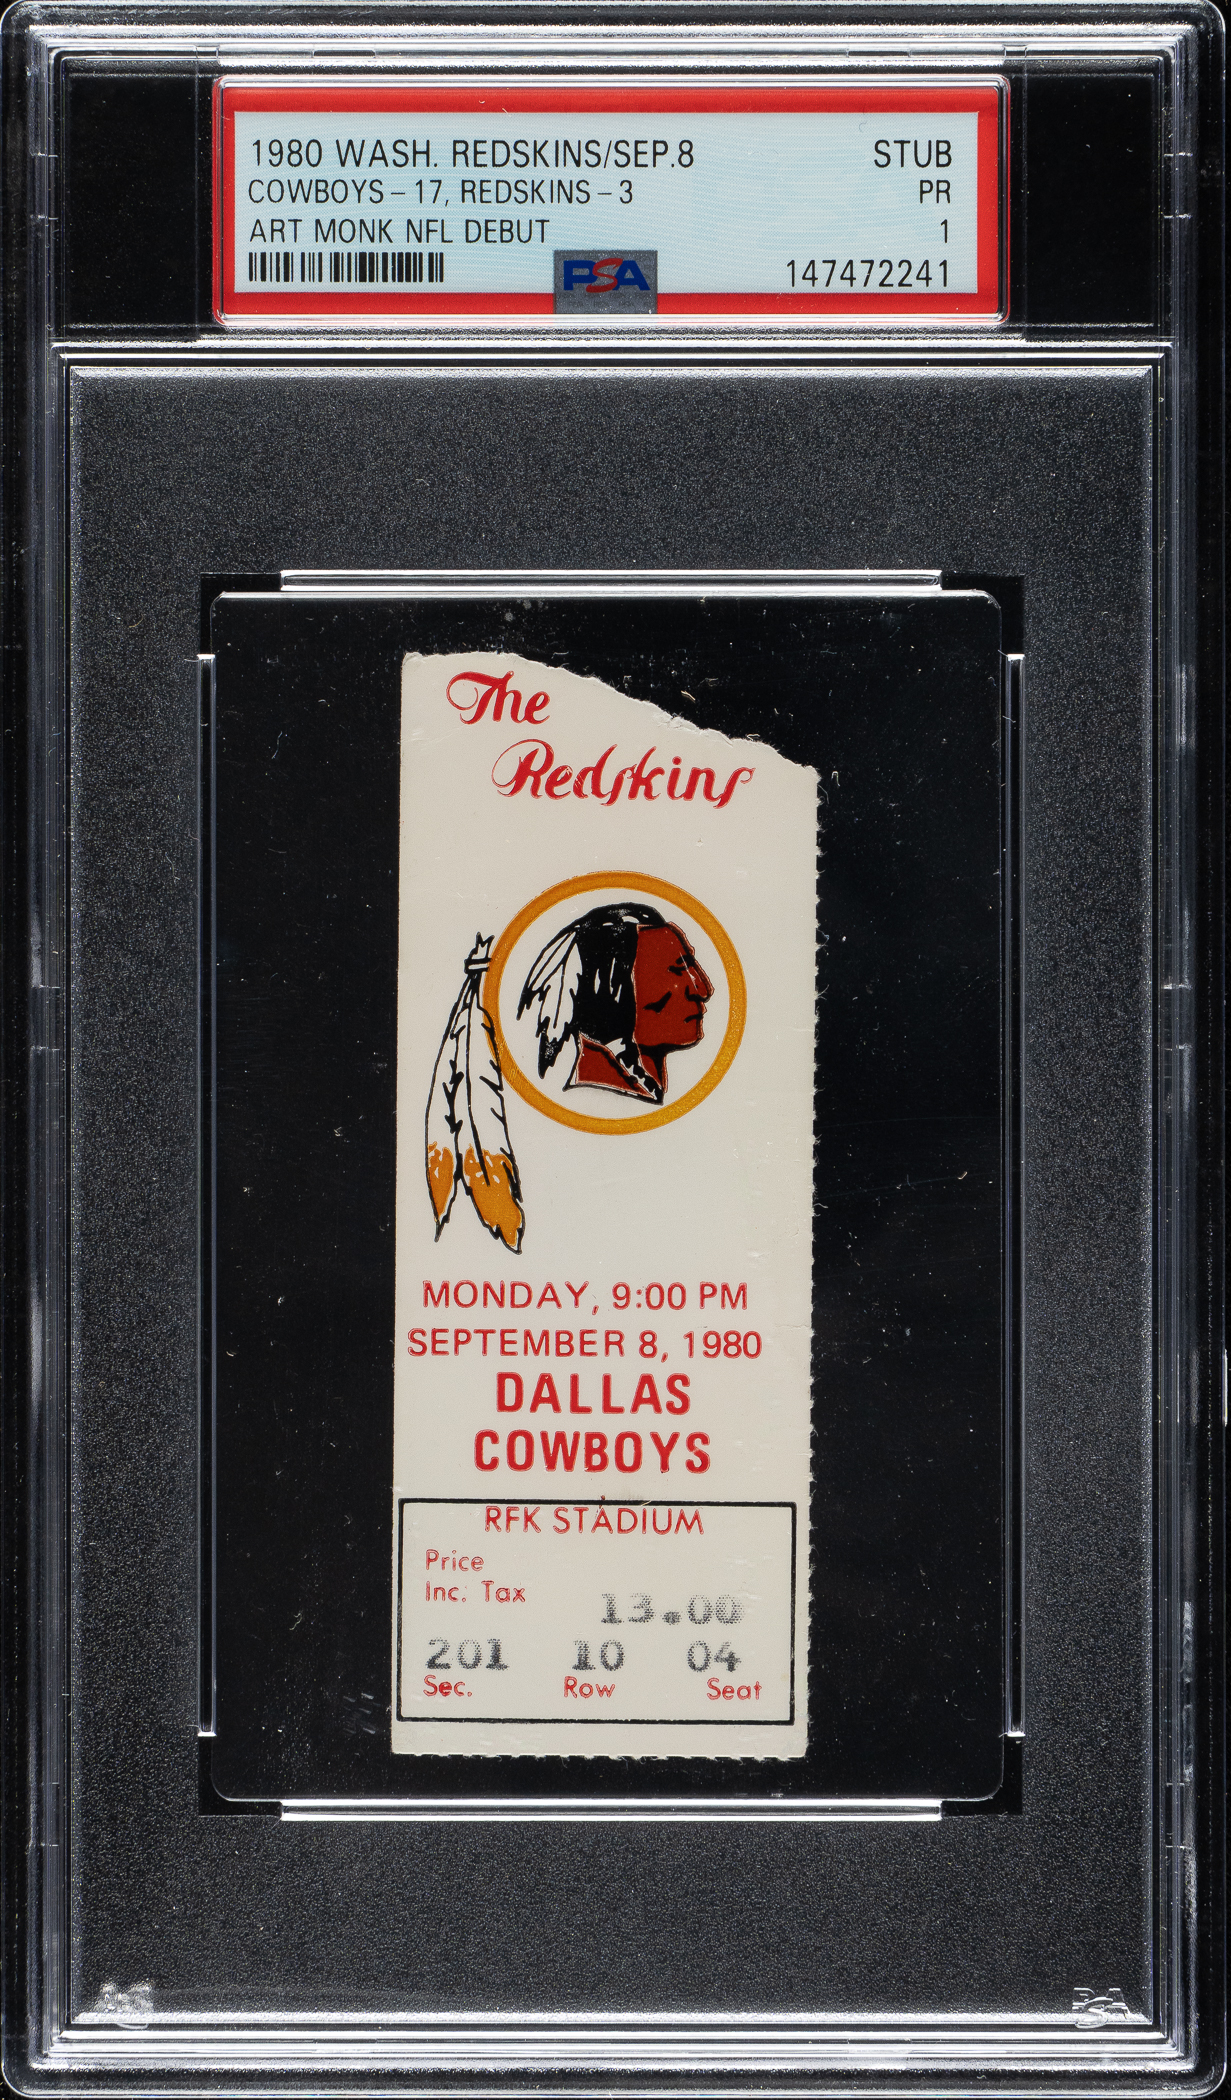 1980 WASH. REDSKINS/SEP.8 STUB
COWBOYS - 17, REDSKINS - 3 PR
ART MONK NFL DEBUT 1
PSA 147472241
The
Redskins
MONDAY, 9:00 PM
SEPTEMBER 8, 1980
DALLAS
COWBOYS
RFK STADIUM
Price
Inc. Tax
13.00
201 10 04
Sec. Row Seat
PSA